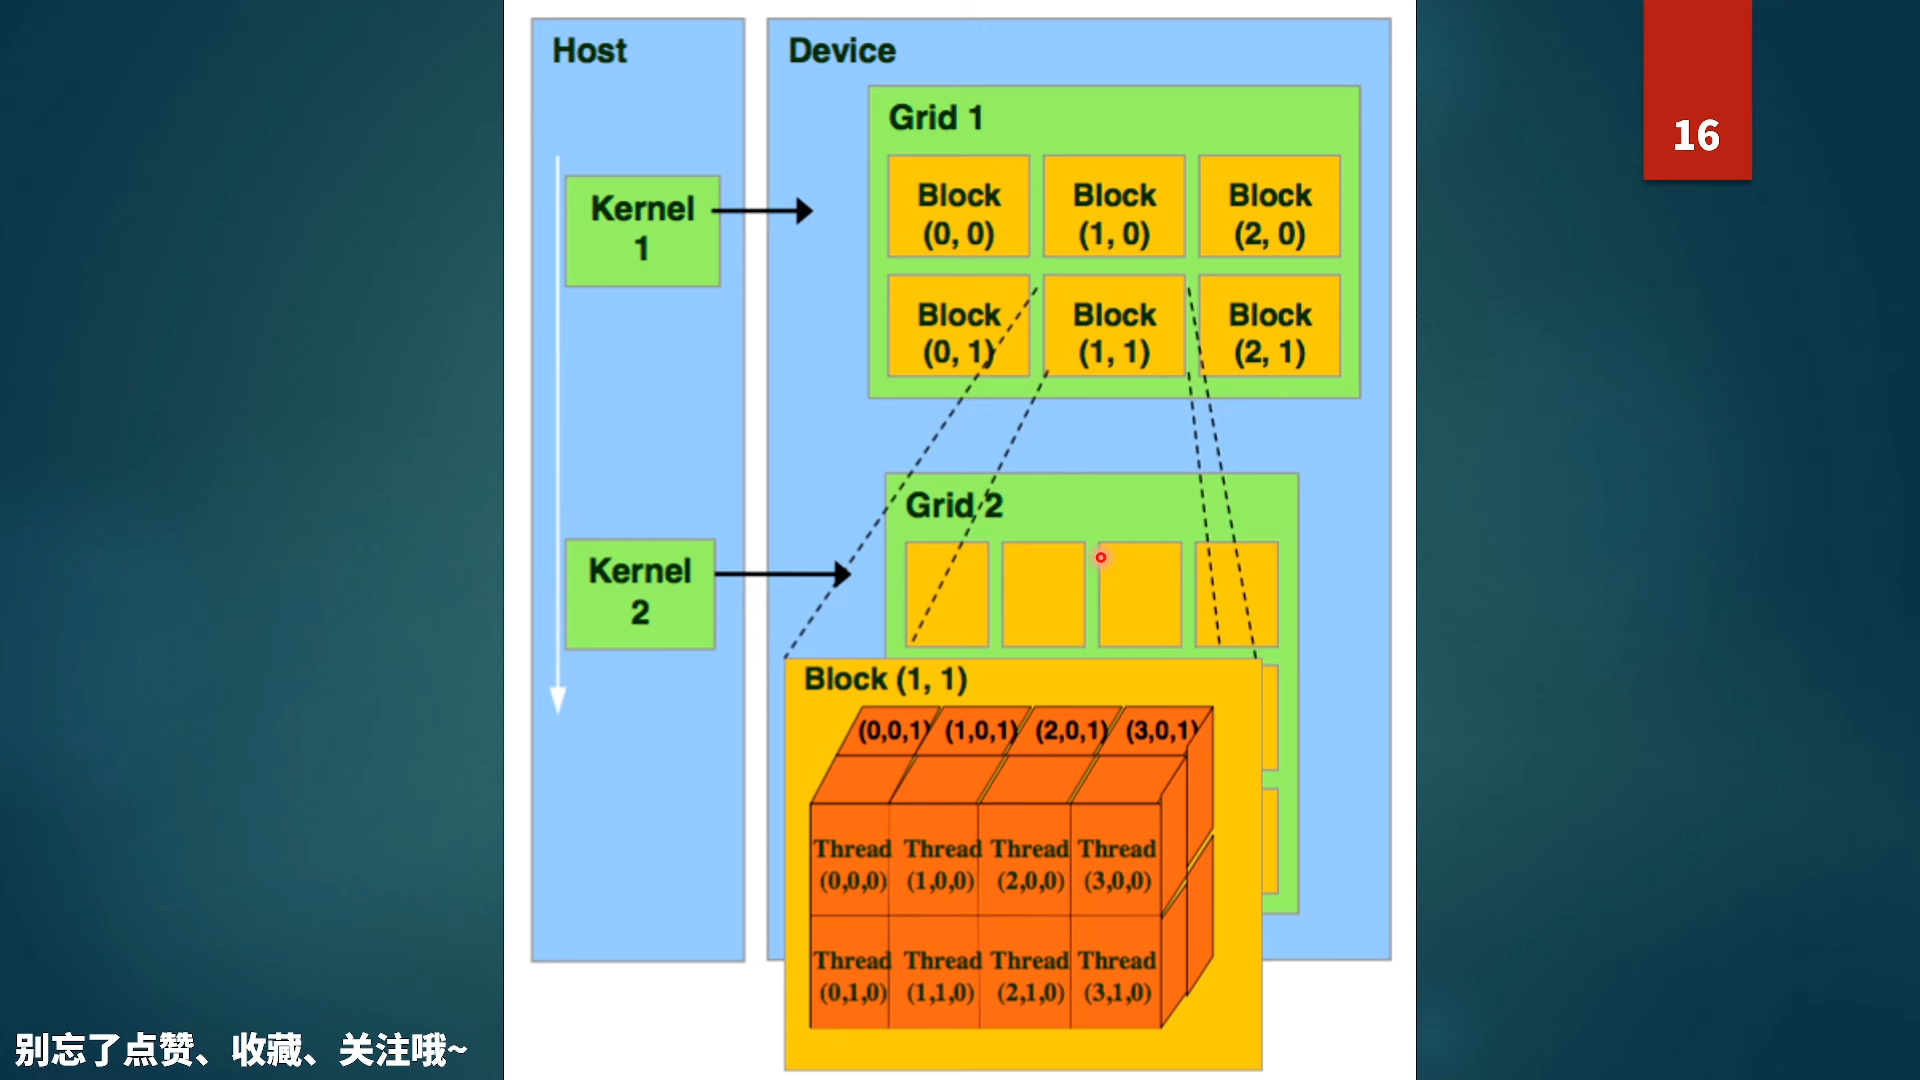 Host
Device
16
Grid 1
Kernel
1
Block
(0, 0)
Block
(1, 0)
Block
(2, 0)
Block
(0, 1)
Block
(1, 1)
Block
(2, 1)
Grid 2
Kernel
2
Block (1, 1)
(0,0,1) (1,0,1) (2,0,1) (3,0,1)
Thread Thread Thread Thread
(0,0,0) (1,0,0) (2,0,0) (3,0,0)
Thread Thread Thread Thread
(0,1,0) (1,1,0) (2,1,0) (3,1,0)
别忘了点赞、收藏、关注哦~